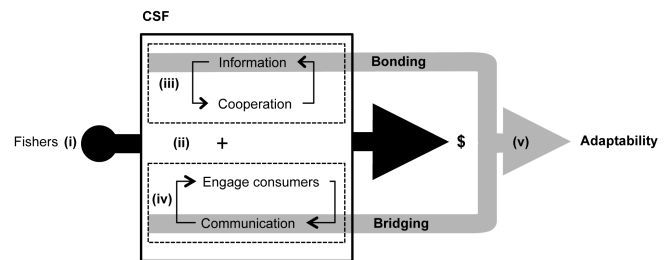 CSF
Information
Bonding
(iii)
Cooperation
Fishers (i)
(ii) +
$
(v)
Adaptability
Engage consumers
(iv)
Communication
Bridging